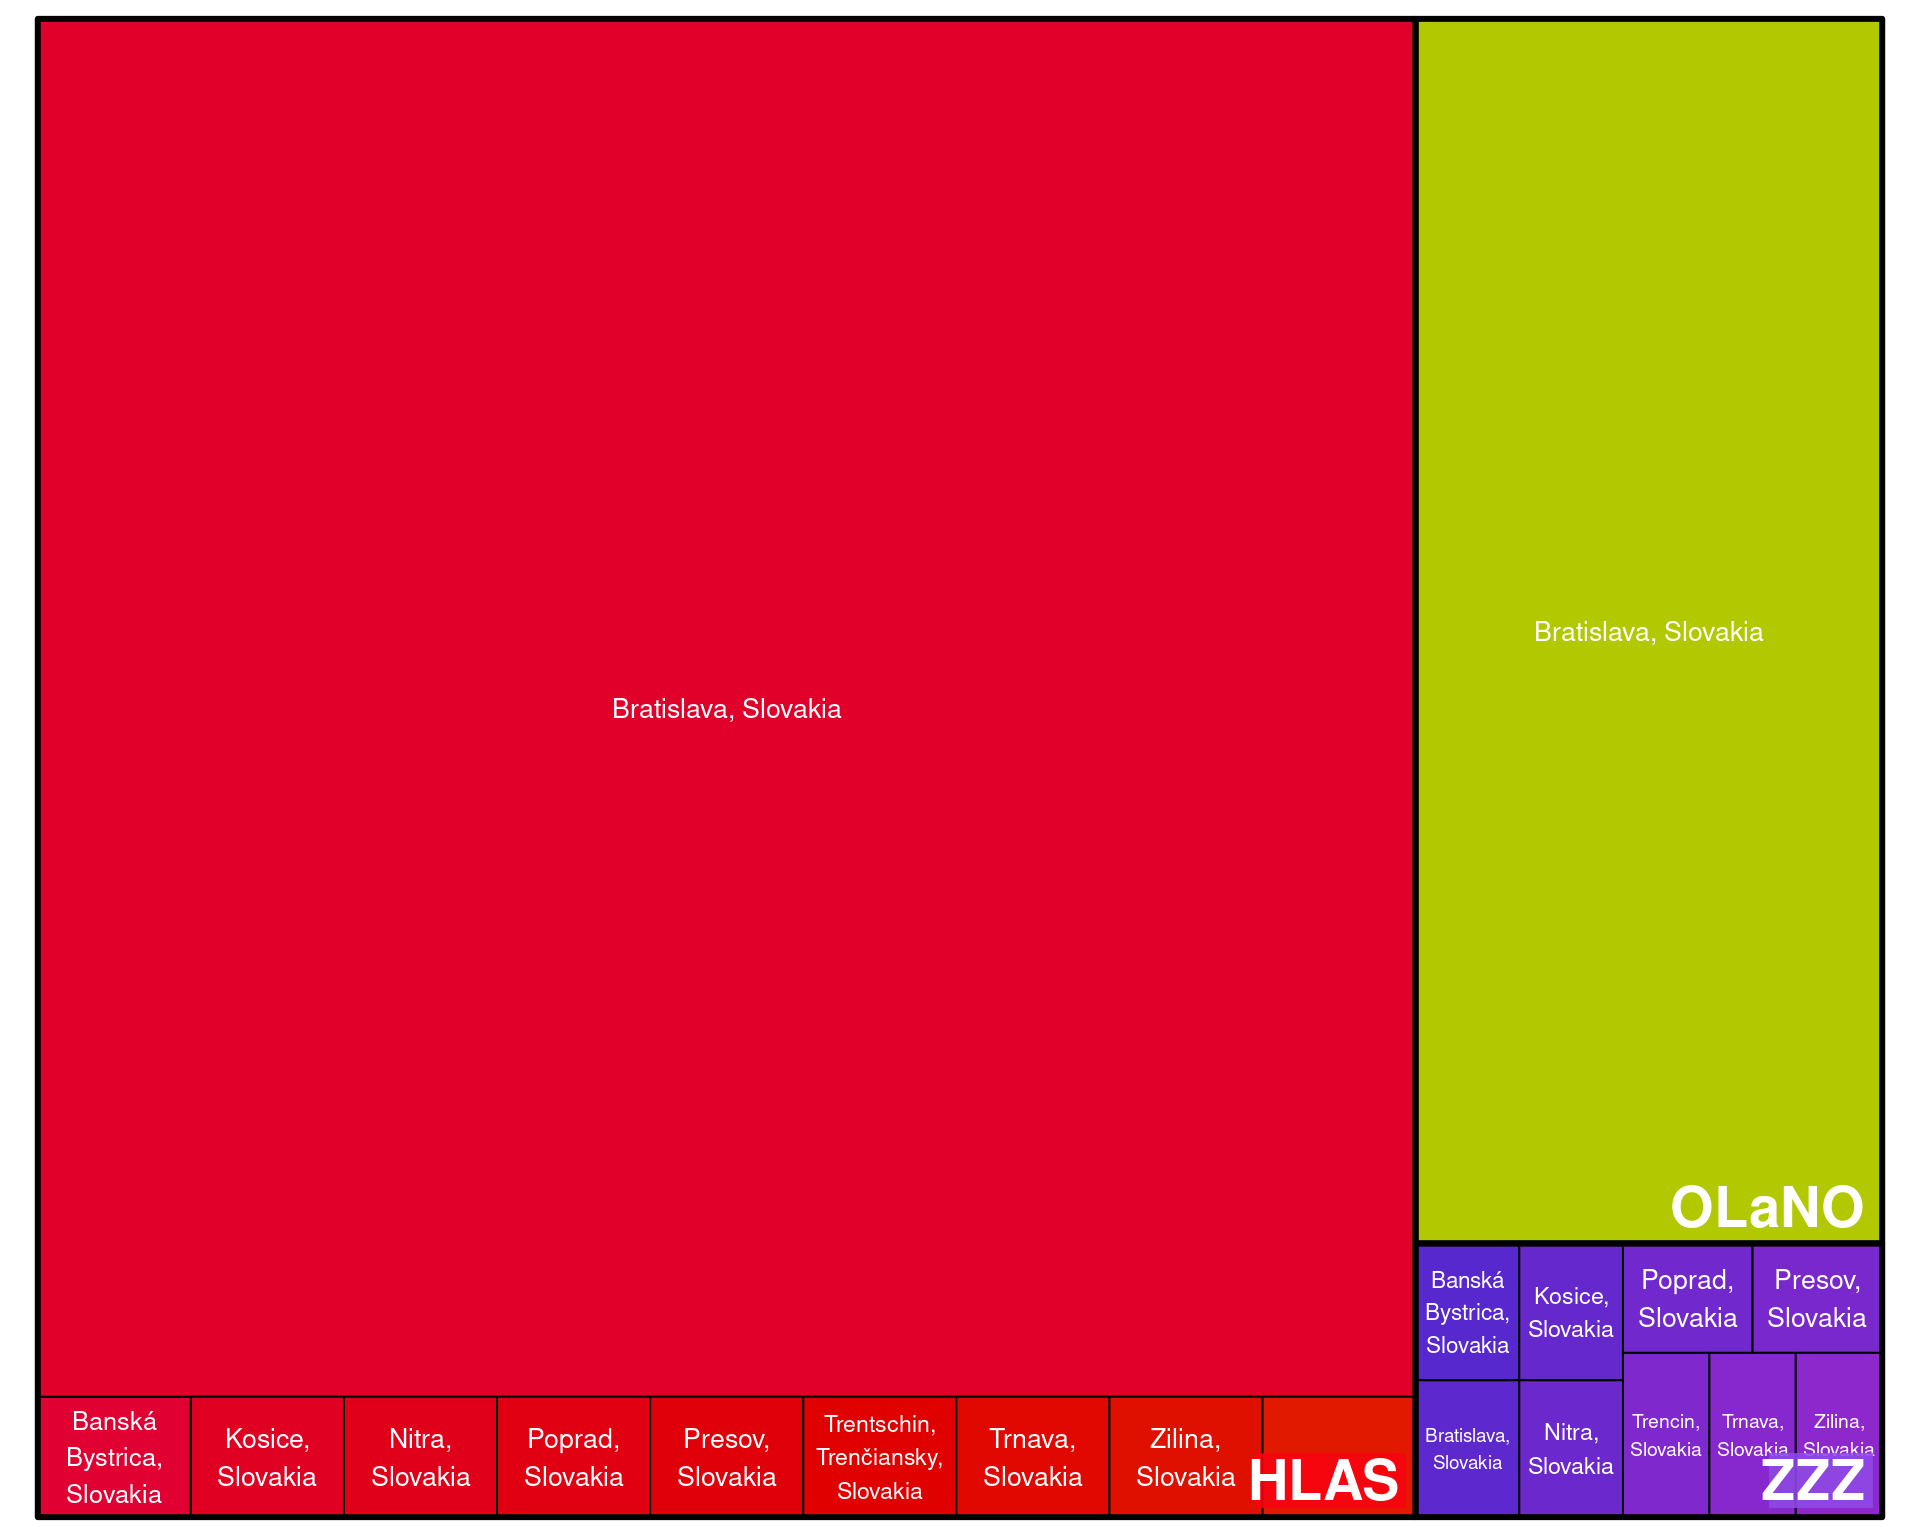 Bratislava, Slovakia
Banská
Bystrica,
Slovakia
Kosice,
Slovakia
Nitra,
Slovakia
Poprad,
Slovakia
Presov,
Slovakia
Trentschin,
Trenčiansky,
Slovakia
Trnava,
Slovakia
Zilina,
Slovakia
HLAS
Bratislava, Slovakia
OLaNO
Banská
Bystrica,
Slovakia
Kosice,
Slovakia
Poprad,
Slovakia
Presov,
Slovakia
Bratislava,
Slovakia
Nitra,
Slovakia
Trencin,
Slovakia
Trnava,
Slovakia
Zilina,
Slovakia
ZZZ